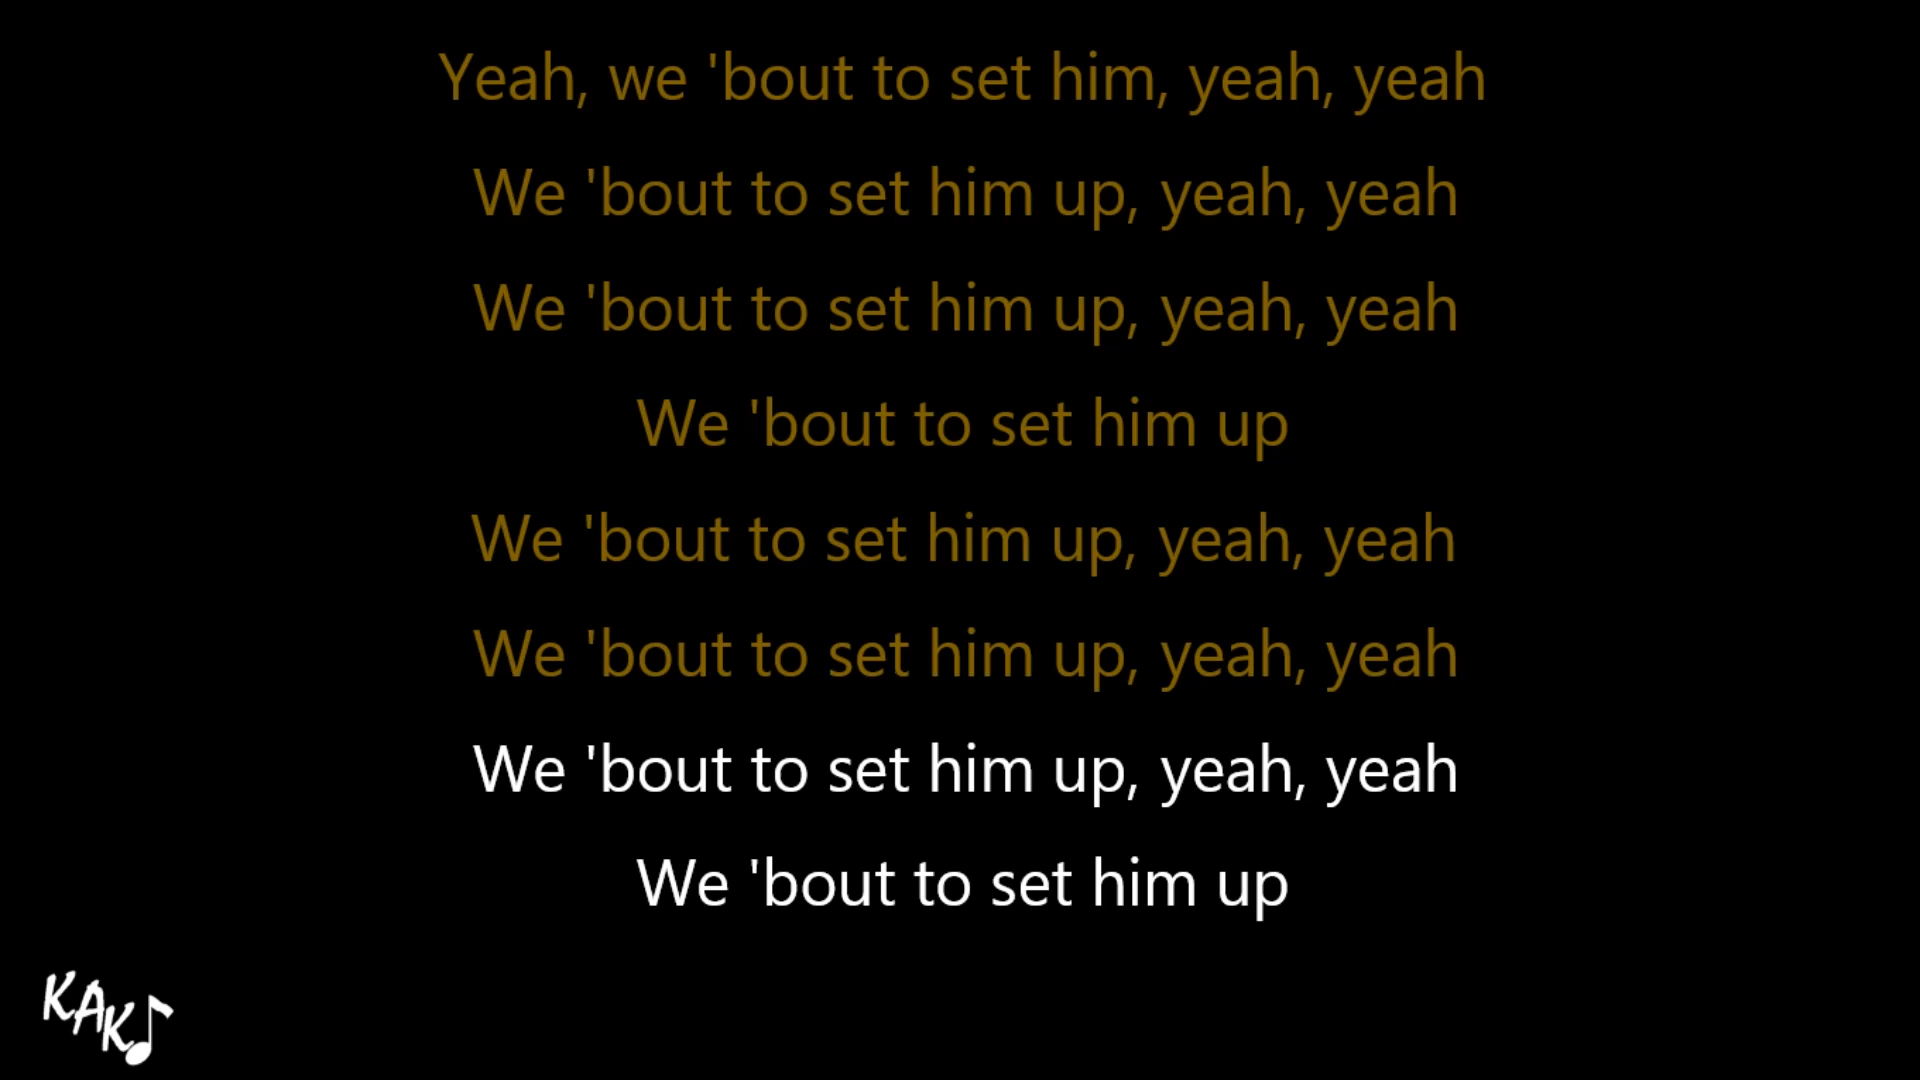 Yeah, we 'bout to set him, yeah, yeah
We 'bout to set him up, yeah, yeah
We 'bout to set him up, yeah, yeah
We 'bout to set him up
We 'bout to set him up, yeah, yeah
We 'bout to set him up, yeah, yeah
We 'bout to set him up, yeah, yeah
We 'bout to set him up
KAK